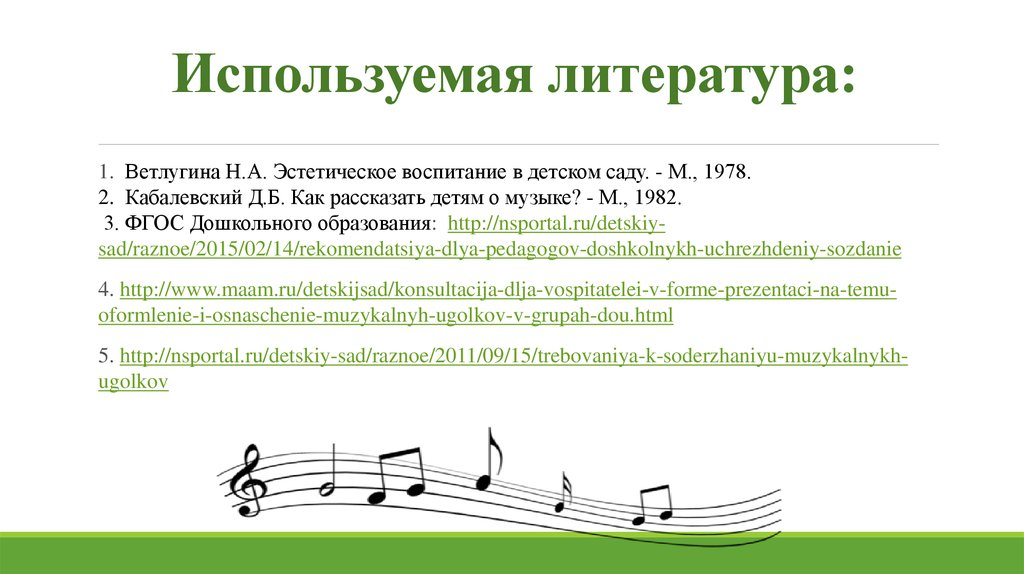 Используемая литература:
1. Ветлугина Н.А. Эстетическое воспитание в детском саду. - М., 1978.
2. Кабалевский Д.Б. Как рассказать детям о музыке? - М., 1982.
3. ФГОС Дошкольного образования: http://nsportal.ru/detskiy-
sad/raznoe/2015/02/14/rekomendatsiya-dlya-pedagogov-doshkolnykh-uchrezhdeniy-sozdanie
4. http://www.maam.ru/detskijsad/konsultacija-dlja-vospitatelei-v-forme-prezentaci-na-temu-
oformlenie-i-osnaschenie-muzykalnyh-ugolkov-v-grupah-dou.html
5. http://nsportal.ru/detskiy-sad/raznoe/2011/09/15/trebovaniya-k-soderzhaniyu-muzykalnykh-
ugolkov